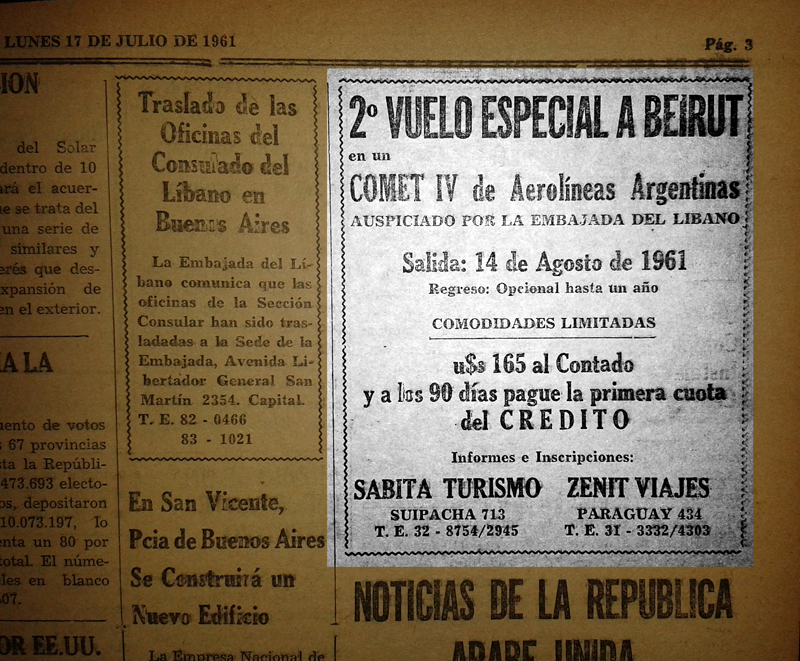 LUNES 17 DE JULIO DE 1961
Pág. 3
ION
del Solar
dentro de 10
ará el acuer-
e se trata del
una serie de
similares y
erés que des-
xpansión de
en el exterior.
A LA
ento de votos
67 provincias
sta la Repúbli-
473.693 electo-
os, depositaron
10.073.197, lo
enta un 80 por
total. El núme-
les en blanco
07.
OR EE.UU.
Traslado de las
Oficinas del
Consulado del
Líbano en
Buenos Aires
La Embajada del Lí-
bano comunica que las
oficinas de la Sección
Consular han sido tras-
ladadas a la Sede de la
Embajada, Avenida Li-
bertador General San
Martín 2354. Capital.
T. E. 82 - 0466
83 - 1021
En San Vicente,
Pcia de Buenos Aires
Se Construirá un
Nuevo Edificio
La Empresa Nacional de
2º VUELO ESPECIAL A BEIRUT
en un
COMET IV de Aerolíneas Argentinas
AUSPICIADO POR LA EMBAJADA DEL LIBANO
Salida: 14 de Agosto de 1961
Regreso: Opcional hasta un año
COMODIDADES LIMITADAS
u$s 165 al Contado
y a los 90 días pague la primera cuota
del CREDITO
Informes e Inscripciones:
SABITA TURISMO ZENIT VIAJES
SUIPACHA 713 PARAGUAY 434
T. E. 32 - 8754/2945 T. E. 31 - 3332/4303
NOTICIAS DE LA REPUBLICA
ARABE UNIDA